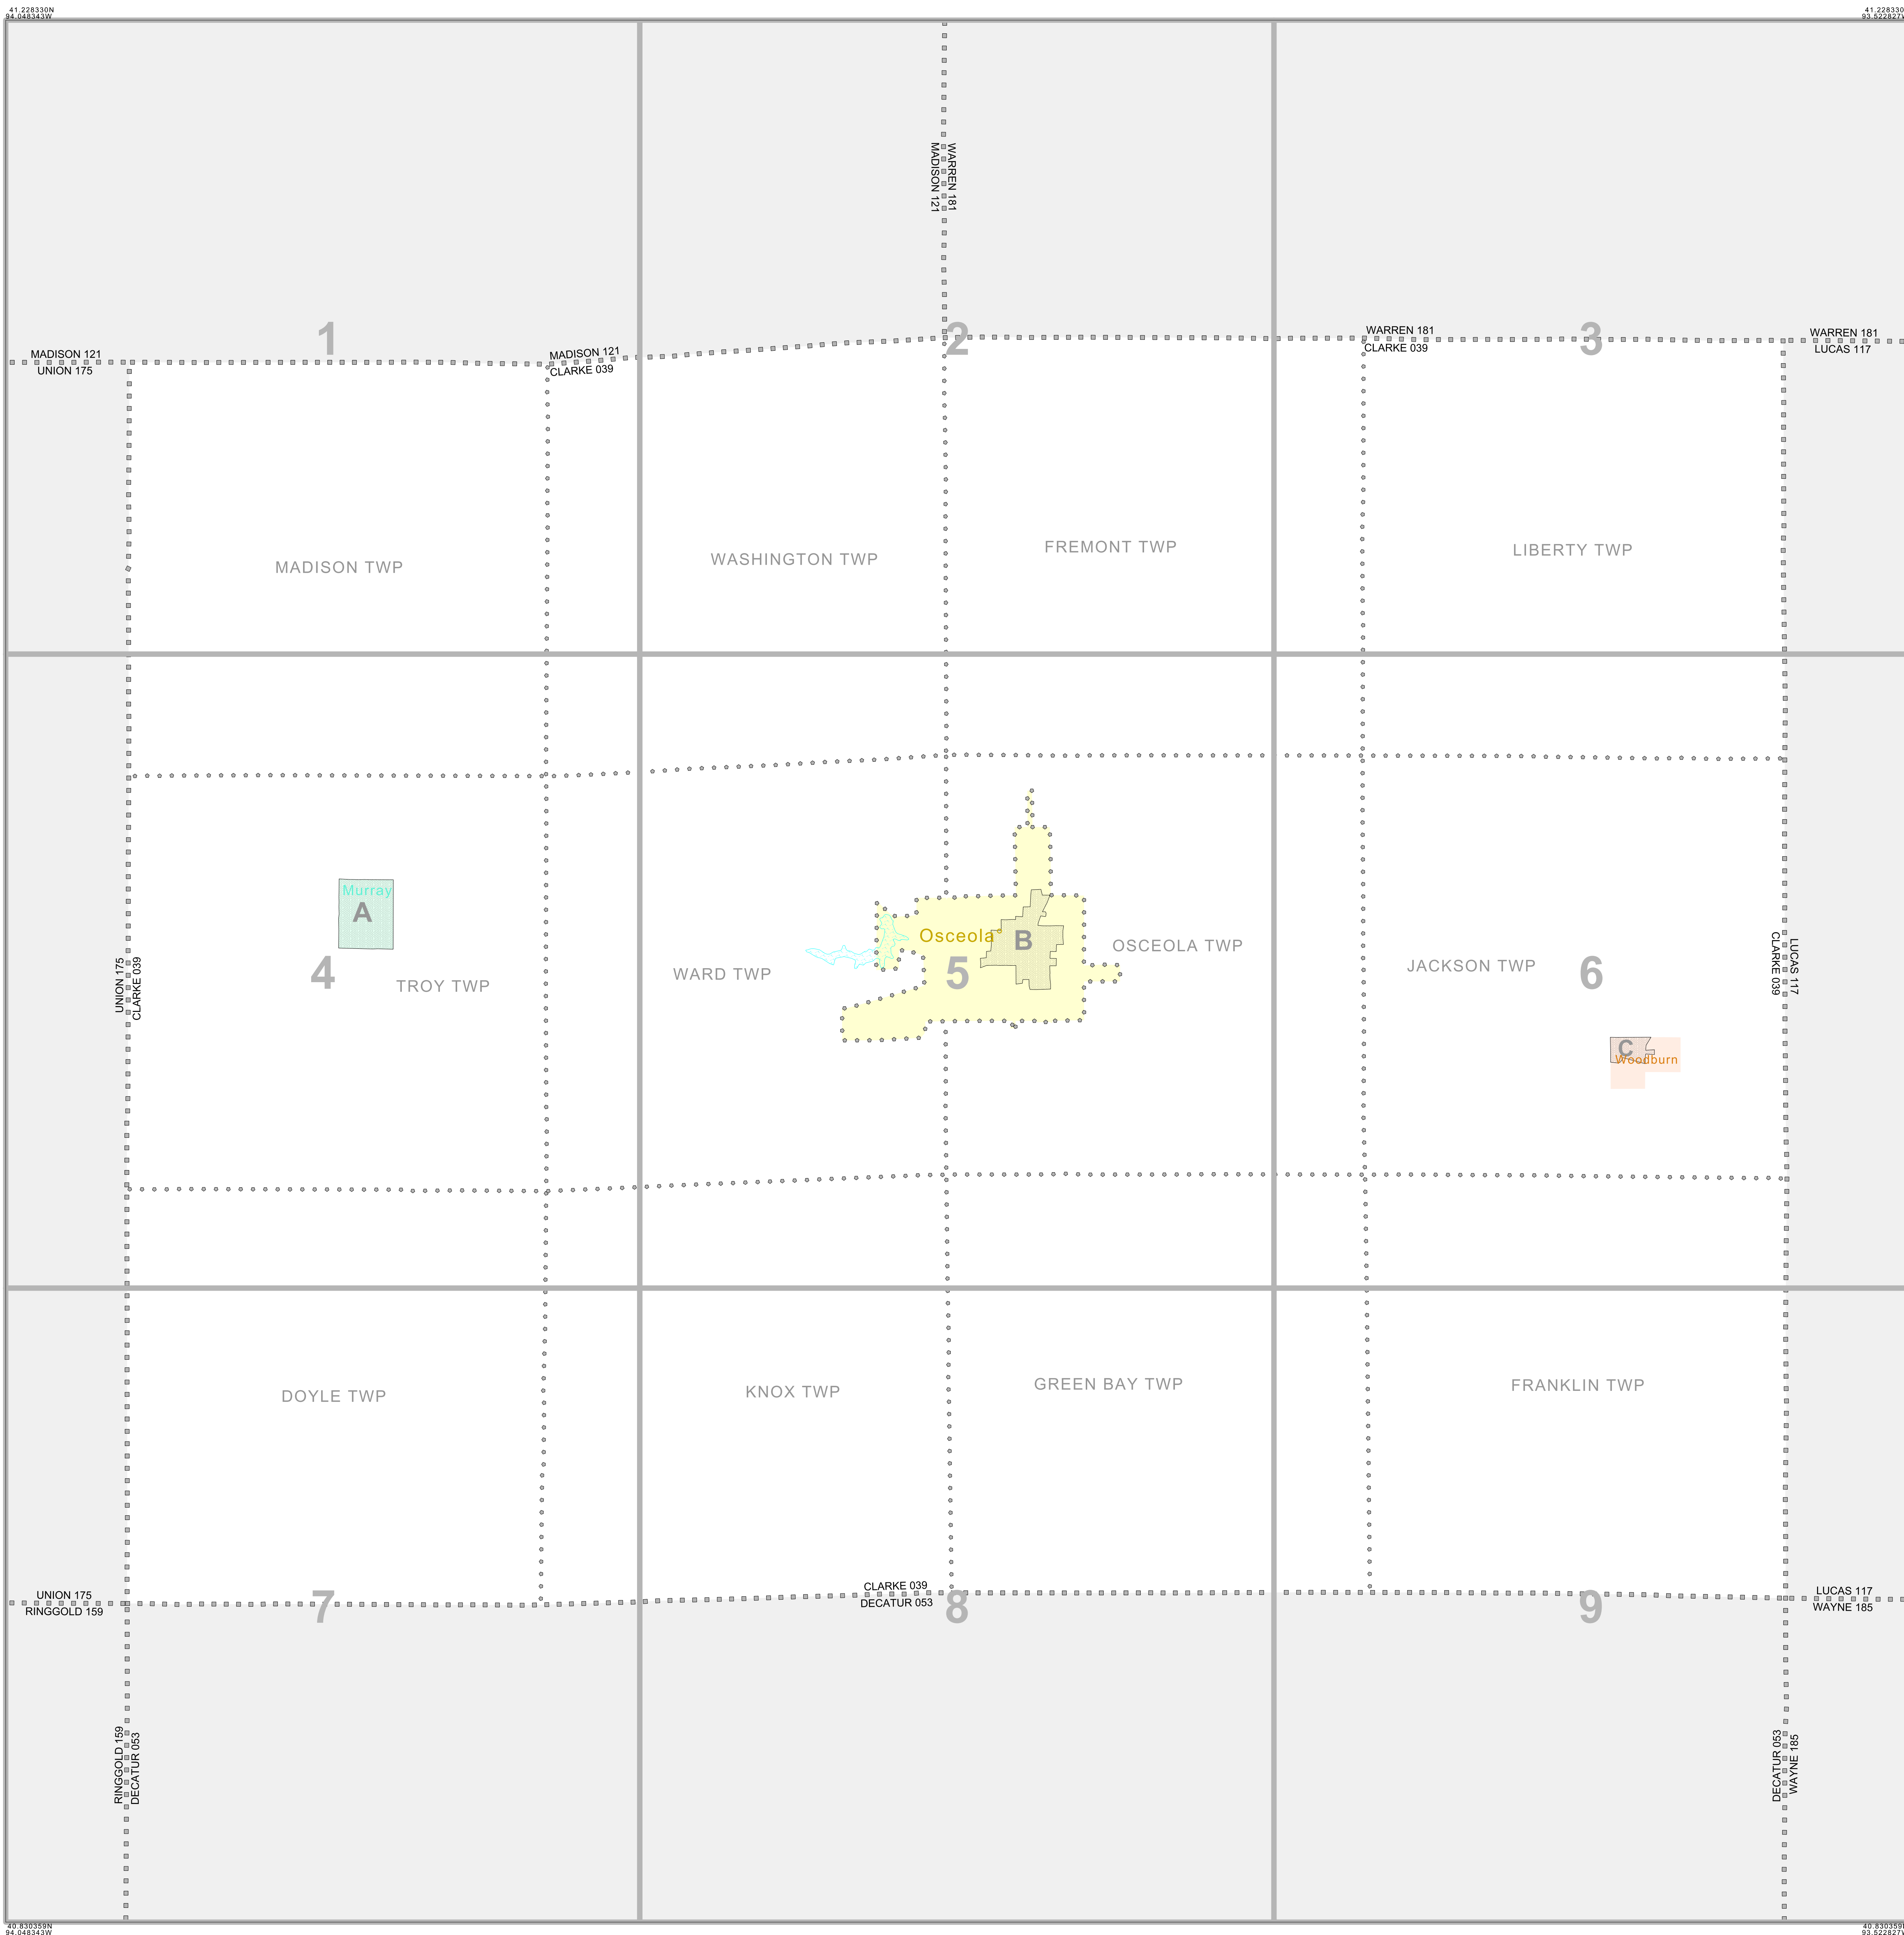 41.228330N
94.048343W
41.228330
93.522827W
MADISON 121
WARREN 181
1
2
3
MADISON 121
UNION 175
MADISON 121
CLARKE 039
WARREN 181
CLARKE 039
WARREN 181
LUCAS 117
MADISON TWP
WASHINGTON TWP
FREMONT TWP
LIBERTY TWP
Murray
A
Osceola
B
OSCEOLA TWP
UNION 175
CLARKE 039
4
TROY TWP
WARD TWP
5
JACKSON TWP
6
CLARKE 039
LUCAS 117
C
Woodburn
DOYLE TWP
KNOX TWP
GREEN BAY TWP
FRANKLIN TWP
UNION 175
RINGGOLD 159
7
CLARKE 039
DECATUR 053
8
9
LUCAS 117
WAYNE 185
RINGGOLD 159
DECATUR 053
DECATUR 053
WAYNE 185
40.830359N
94.048343W
40.830359
93.522827W